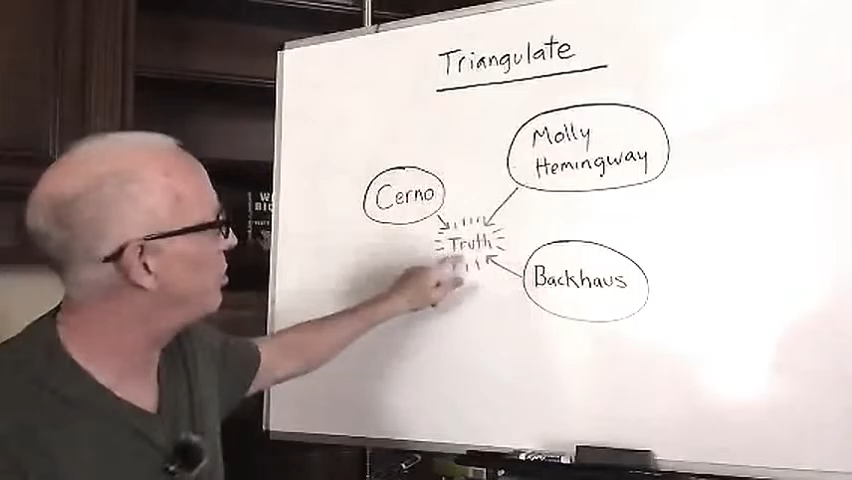 Triangulate
Molly
Hemingway
Cerno
Truth
Backhaus